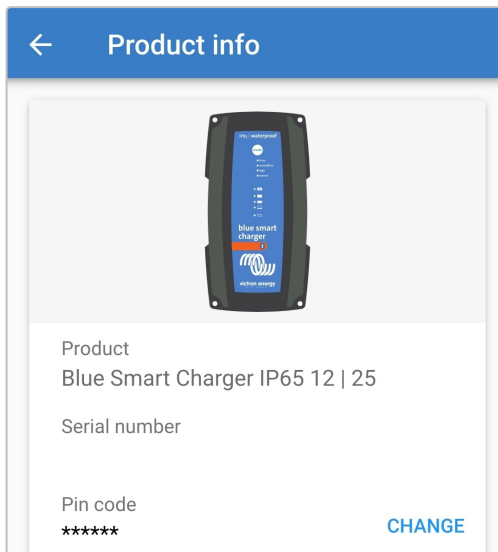 Product info
IP65 / waterproof
blue smart
charger
victron energy
Product
Blue Smart Charger IP65 12 | 25
Serial number
Pin code
******
CHANGE